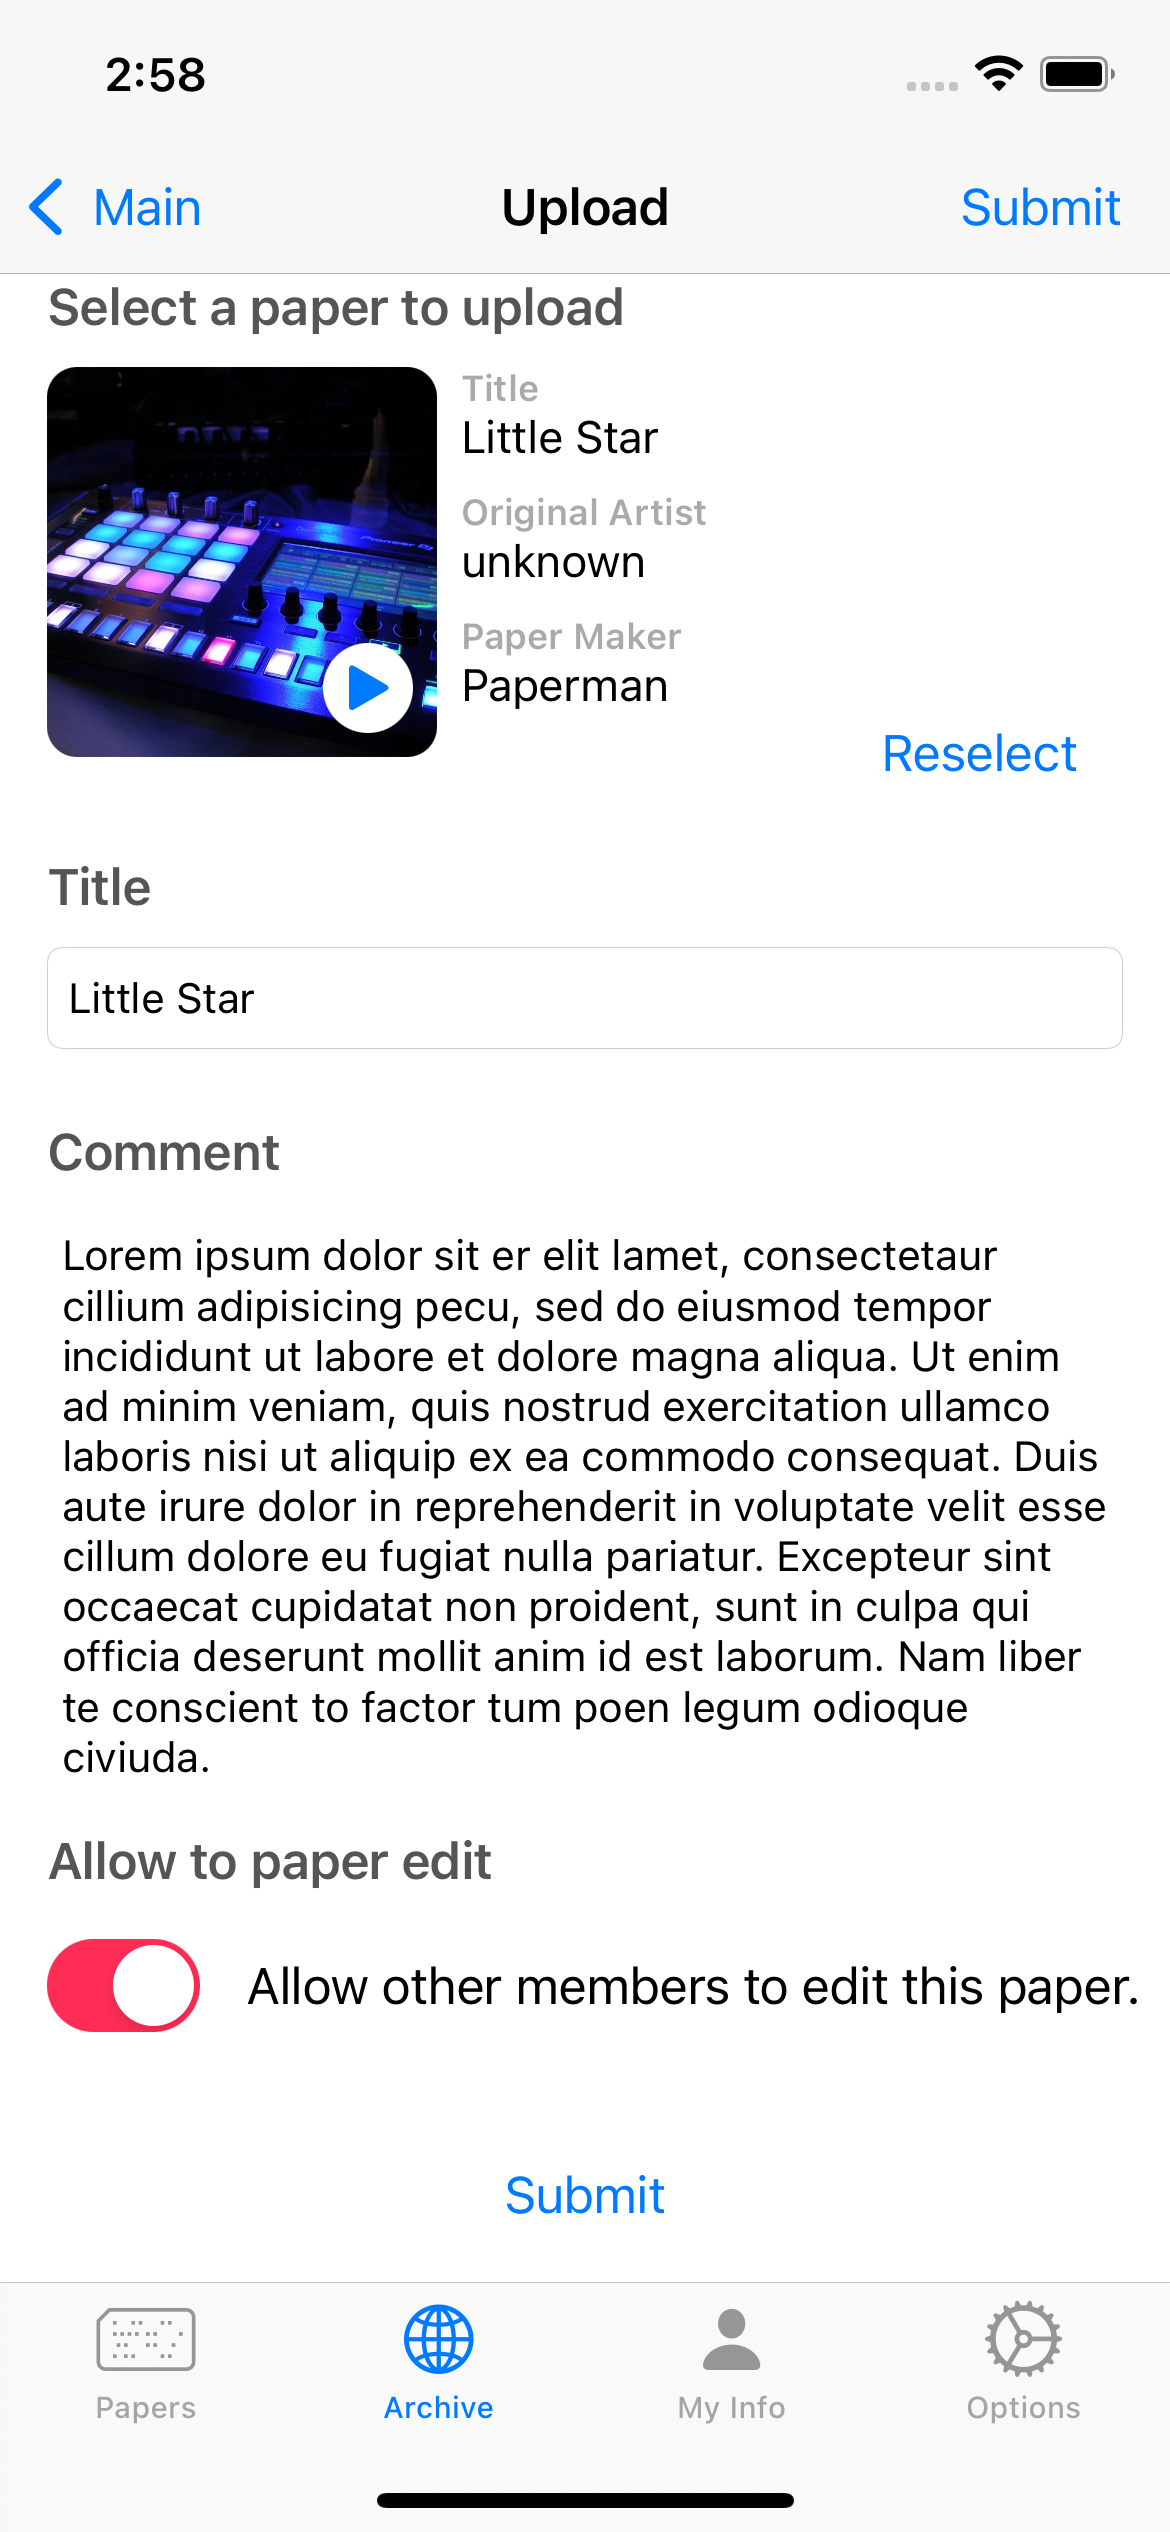 2:58
Main
Upload
Submit
Select a paper to upload
Title
Little Star
Original Artist
unknown
Paper Maker
Paperman
Reselect
Title
Little Star
Comment
Lorem ipsum dolor sit er elit lamet, consectetaur
cillium adipisicing pecu, sed do eiusmod tempor
incididunt ut labore et dolore magna aliqua. Ut enim
ad minim veniam, quis nostrud exercitation ullamco
laboris nisi ut aliquip ex ea commodo consequat. Duis
aute irure dolor in reprehenderit in voluptate velit esse
cillum dolore eu fugiat nulla pariatur. Excepteur sint
occaecat cupidatat non proident, sunt in culpa qui
officia deserunt mollit anim id est laborum. Nam liber
te conscient to factor tum poen legum odioque
civiuda.
Allow to paper edit
Allow other members to edit this paper.
Submit
Papers
Archive
My Info
Options